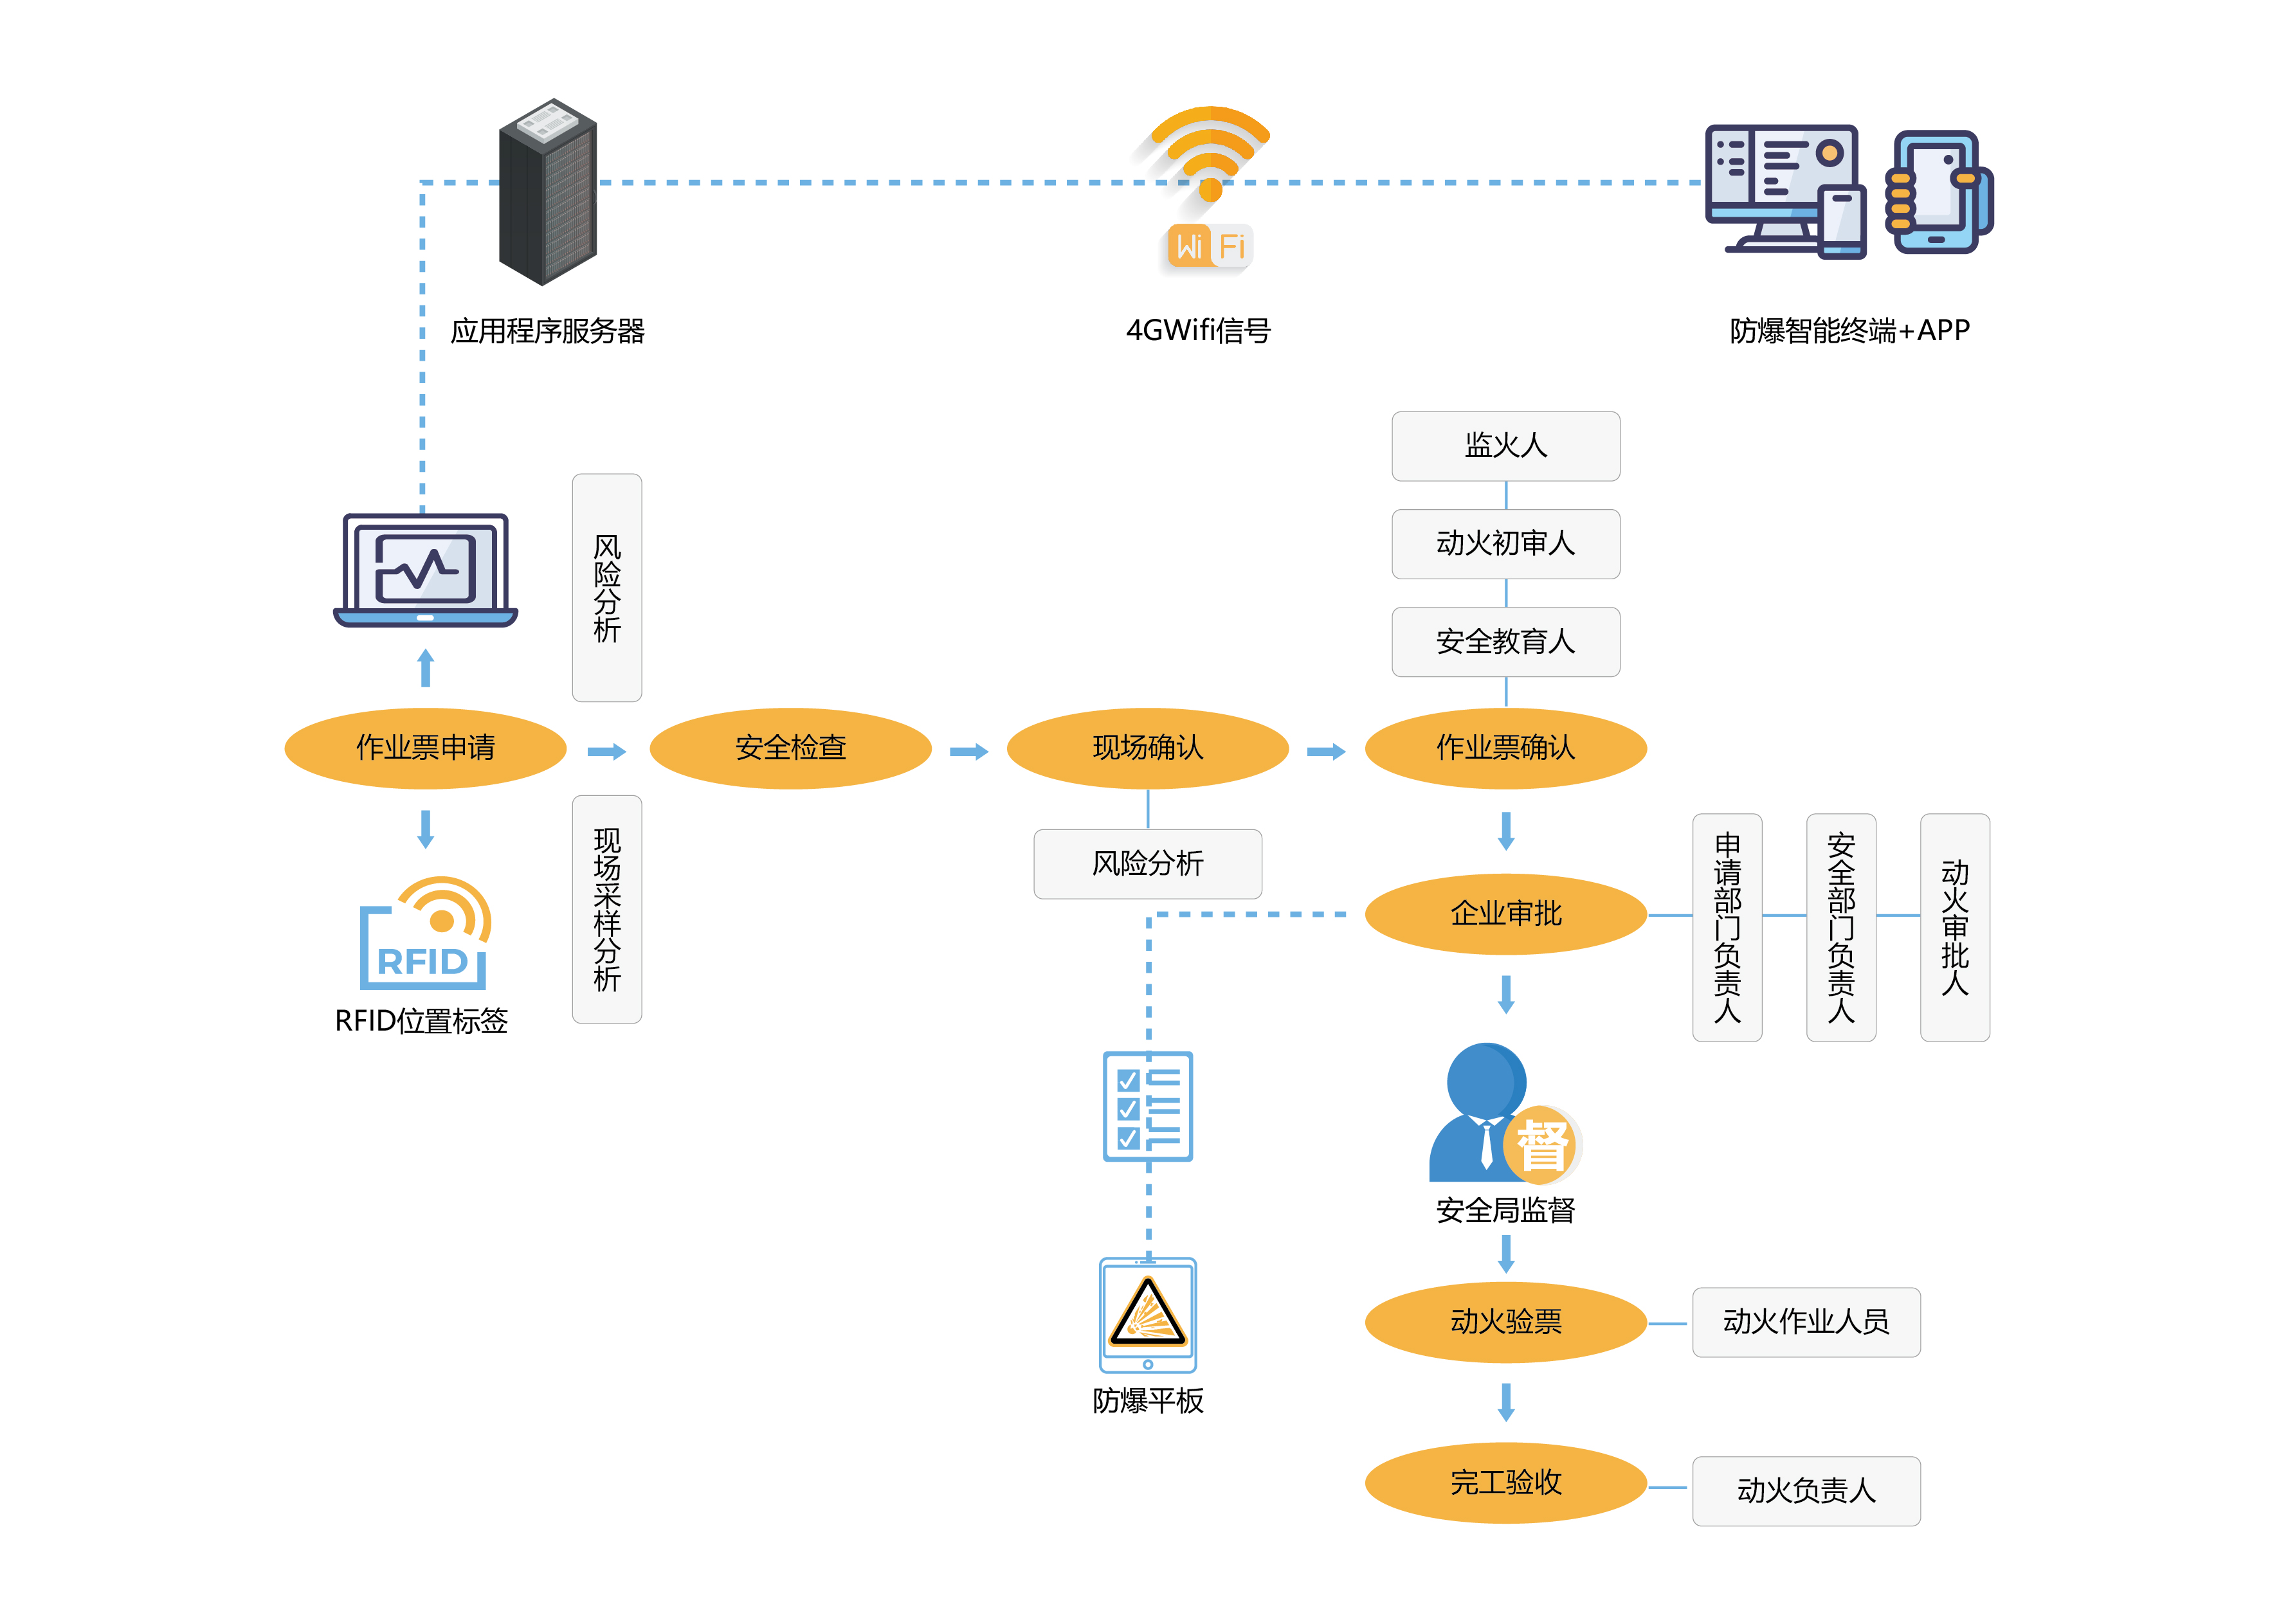 Wi Fi
应用程序服务器
4GWifi信号
防爆智能终端+APP
监火人
动火初审人
安全教育人
风险分析
作业票申请
安全检查
现场确认
作业票确认
现场采样分析
风险分析
RFID
RFID位置标签
企业审批
申请部门负责人
安全部门负责人
动火审批人
督
安全局监督
防爆平板
动火验票
动火作业人员
完工验收
动火负责人